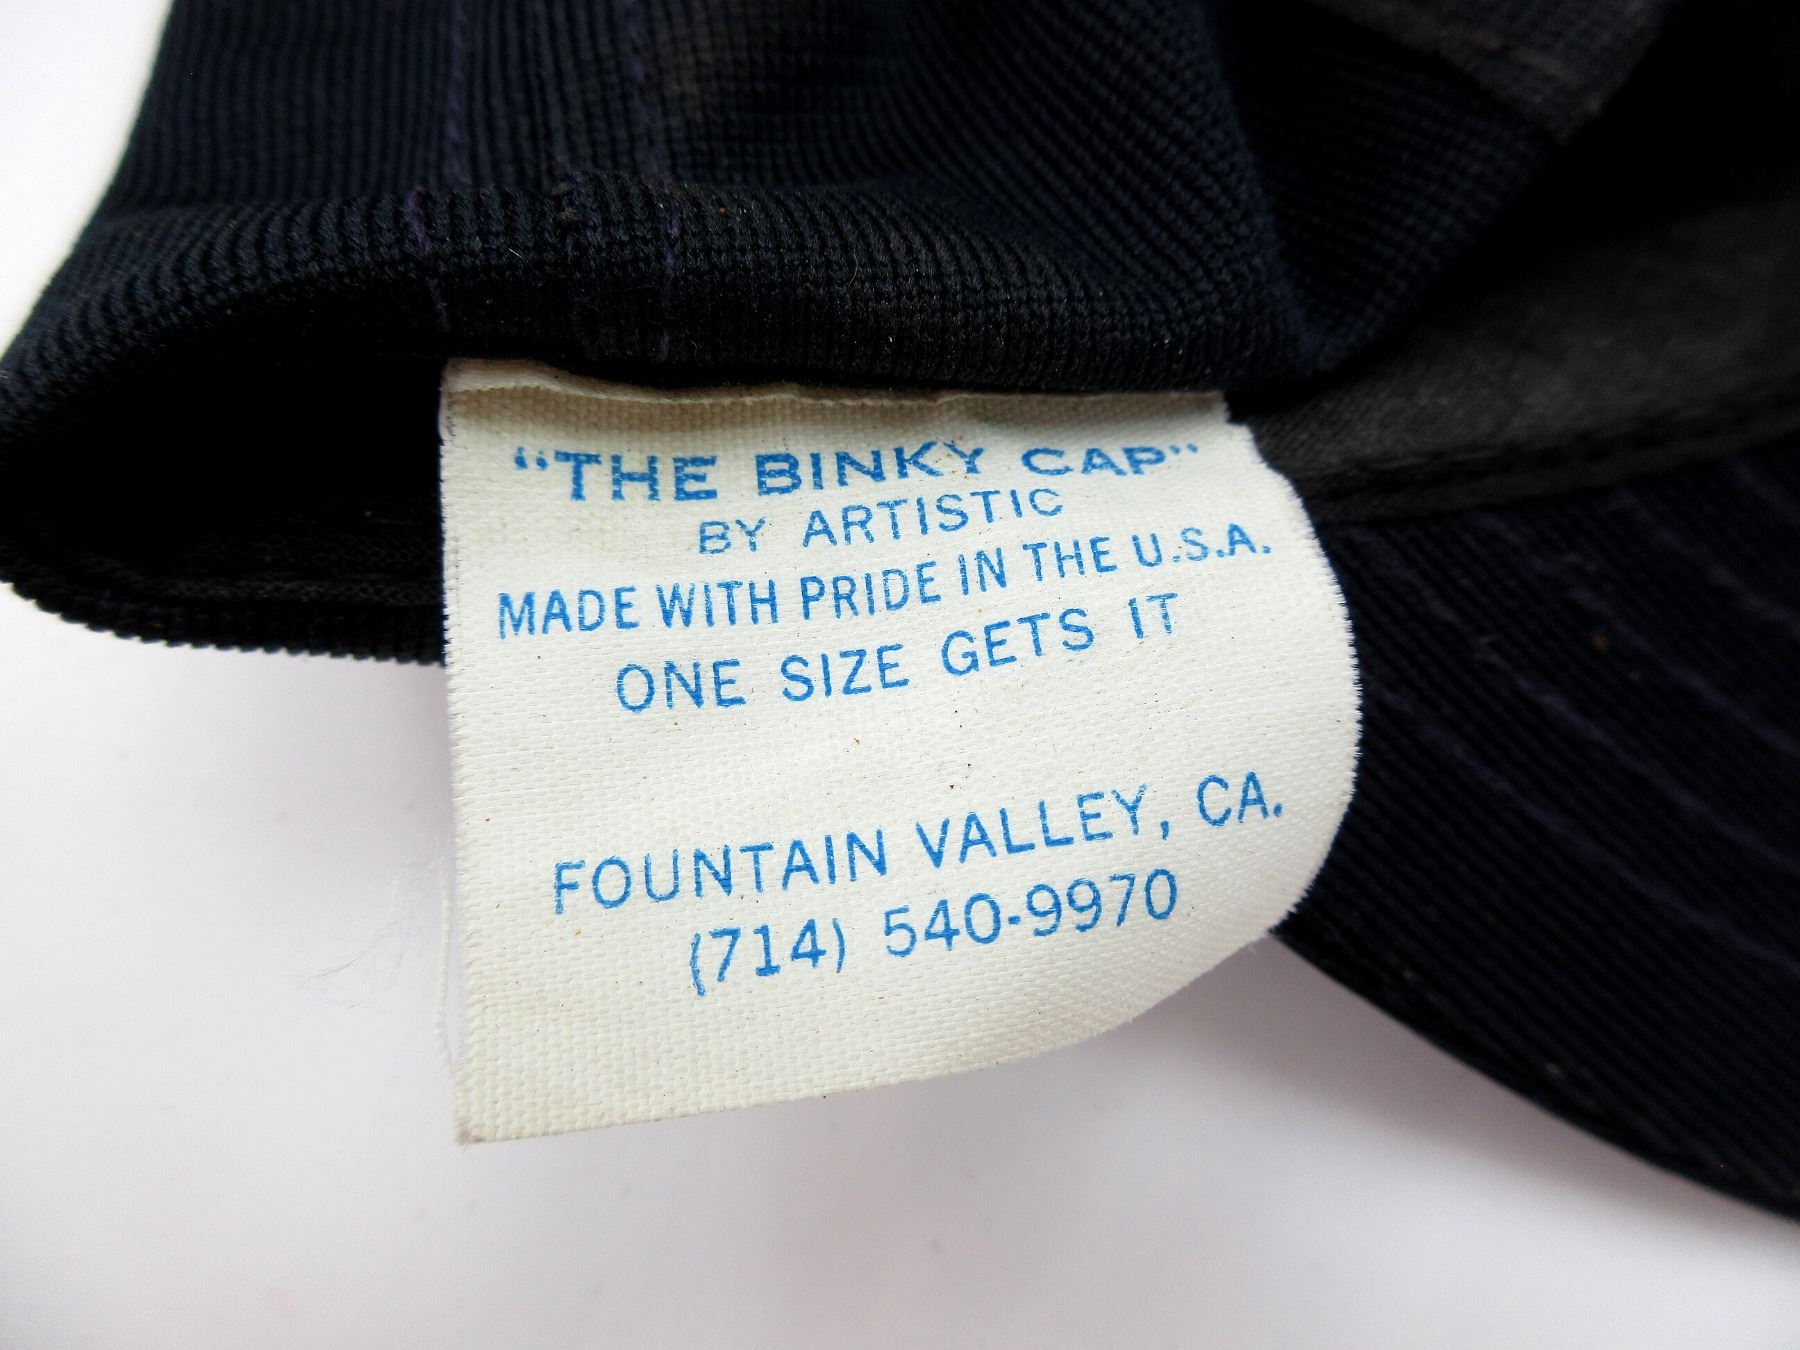 "THE BINKY CAP"
BY ARTISTIC
MADE WITH PRIDE IN THE U.S.A.
ONE SIZE GETS IT
FOUNTAIN VALLEY, CA.
(714) 540-9970